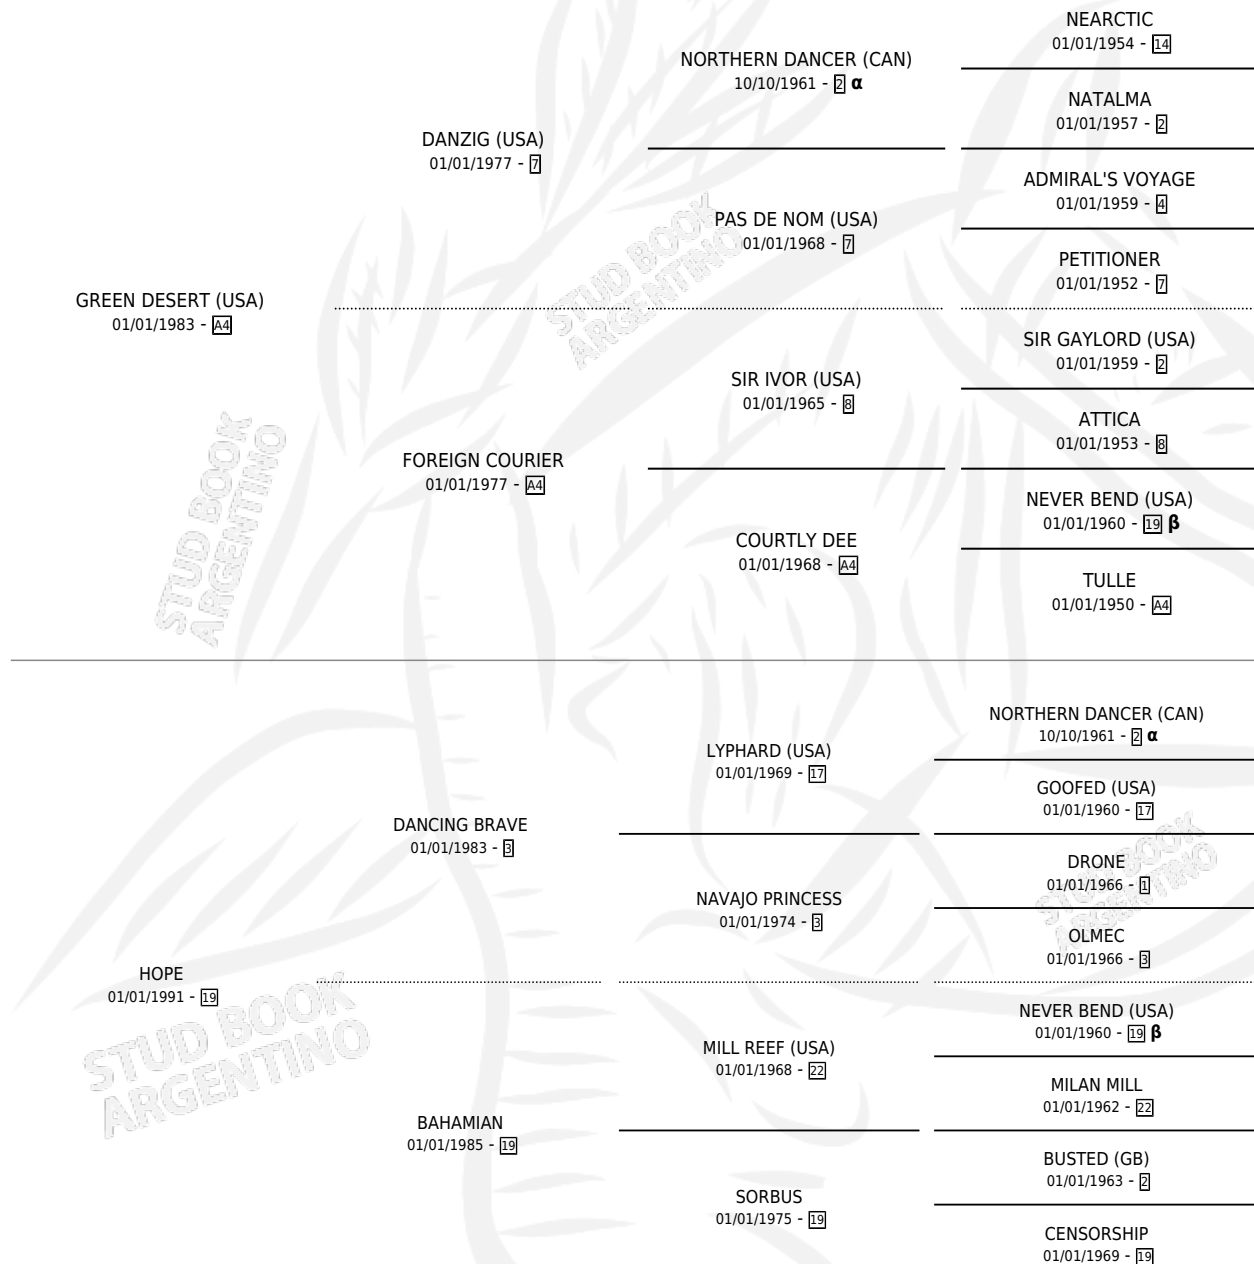 NEARCTIC
01/01/1954 - 14
NORTHERN DANCER (CAN)
10/10/1961 - 2 α
NATALMA
01/01/1957 - 2
DANZIG (USA)
01/01/1977 - 7
ADMIRAL'S VOYAGE
01/01/1959 - 4
PAS DE NOM (USA)
01/01/1968 - 7
PETITIONER
01/01/1952 - 7
GREEN DESERT (USA)
01/01/1983 - A4
SIR GAYLORD (USA)
01/01/1959 - 2
SIR IVOR (USA)
01/01/1965 - 8
ATTICA
01/01/1953 - 8
FOREIGN COURIER
01/01/1977 - A4
NEVER BEND (USA)
01/01/1960 - 19 β
COURTLY DEE
01/01/1968 - A4
TULLE
01/01/1950 - A4
NORTHERN DANCER (CAN)
10/10/1961 - 2 α
LYPHARD (USA)
01/01/1969 - 17
GOOFED (USA)
01/01/1960 - 17
DANCING BRAVE
01/01/1983 - 3
DRONE
01/01/1966 - 1
NAVAJO PRINCESS
01/01/1974 - 3
OLMEC
01/01/1966 - 3
HOPE
01/01/1991 - 19
NEVER BEND (USA)
01/01/1960 - 19 β
MILL REEF (USA)
01/01/1968 - 22
MILAN MILL
01/01/1962 - 22
BAHAMIAN
01/01/1985 - 19
BUSTED (GB)
01/01/1963 - 2
SORBUS
01/01/1975 - 19
CENSORSHIP
01/01/1969 - 19
STUD BOOK
ARGENTINO
STUD BOOK
ARGENTINO
STUD BOOK
ARGENTINO
STUD BOOK
ARGENTINO